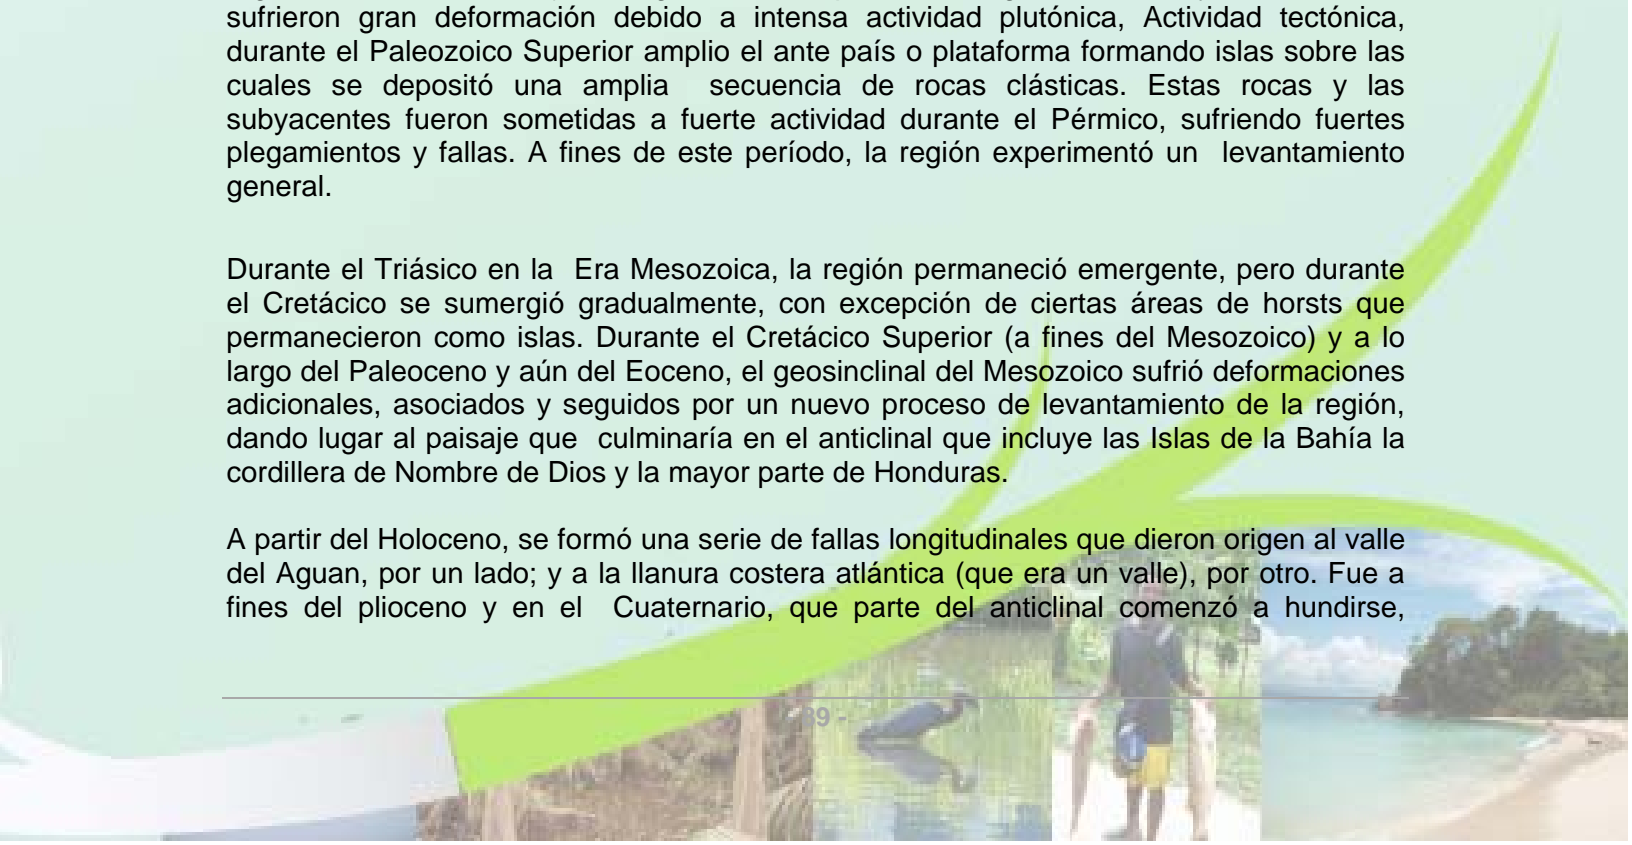 sufrieron gran deformación debido a intensa actividad plutónica, Actividad tectónica,
durante el Paleozoico Superior amplio el ante país o plataforma formando islas sobre las
cuales se depositó una amplia secuencia de rocas clásticas. Estas rocas y las
subyacentes fueron sometidas a fuerte actividad durante el Pérmico, sufriendo fuertes
plegamientos y fallas. A fines de este período, la región experimentó un levantamiento
general.
Durante el Triásico en la Era Mesozoica, la región permaneció emergente, pero durante
el Cretácico se sumergió gradualmente, con excepción de ciertas áreas de horsts que
permanecieron como islas. Durante el Cretácico Superior (a fines del Mesozoico) y a lo
largo del Paleoceno y aún del Eoceno, el geosinclinal del Mesozoico sufrió deformaciones
adicionales, asociados y seguidos por un nuevo proceso de levantamiento de la región,
dando lugar al paisaje que culminaría en el anticlinal que incluye las Islas de la Bahía la
cordillera de Nombre de Dios y la mayor parte de Honduras.
A partir del Holoceno, se formó una serie de fallas longitudinales que dieron origen al valle
del Aguan, por un lado; y a la llanura costera atlántica (que era un valle), por otro. Fue a
fines del plioceno y en el Cuaternario, que parte del anticlinal comenzó a hundirse,